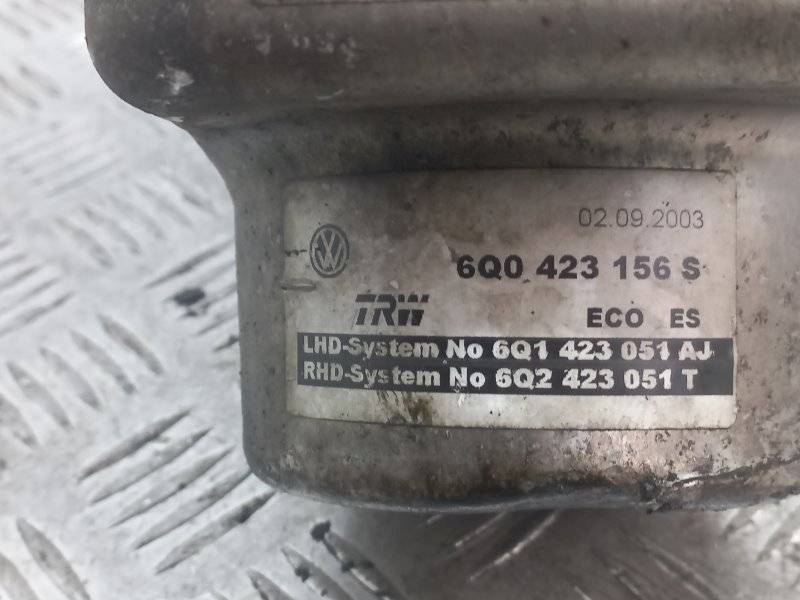 02.09.2003
6Q0 423 156 S
TRW ECO ES
LHD-System No 6Q1 423 051 AJ
RHD-System No 6Q2 423 051 T